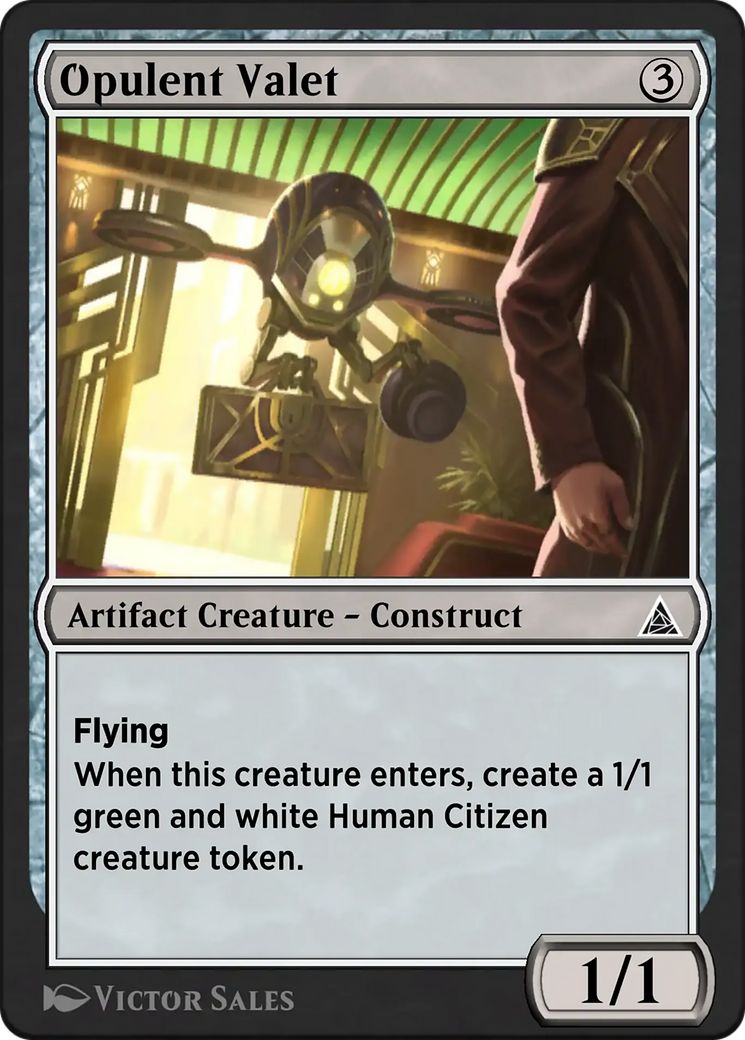 Opulent Valet 3
Artifact Creature – Construct
Flying
When this creature enters, create a 1/1
green and white Human Citizen
creature token.
1/1
Victor Sales